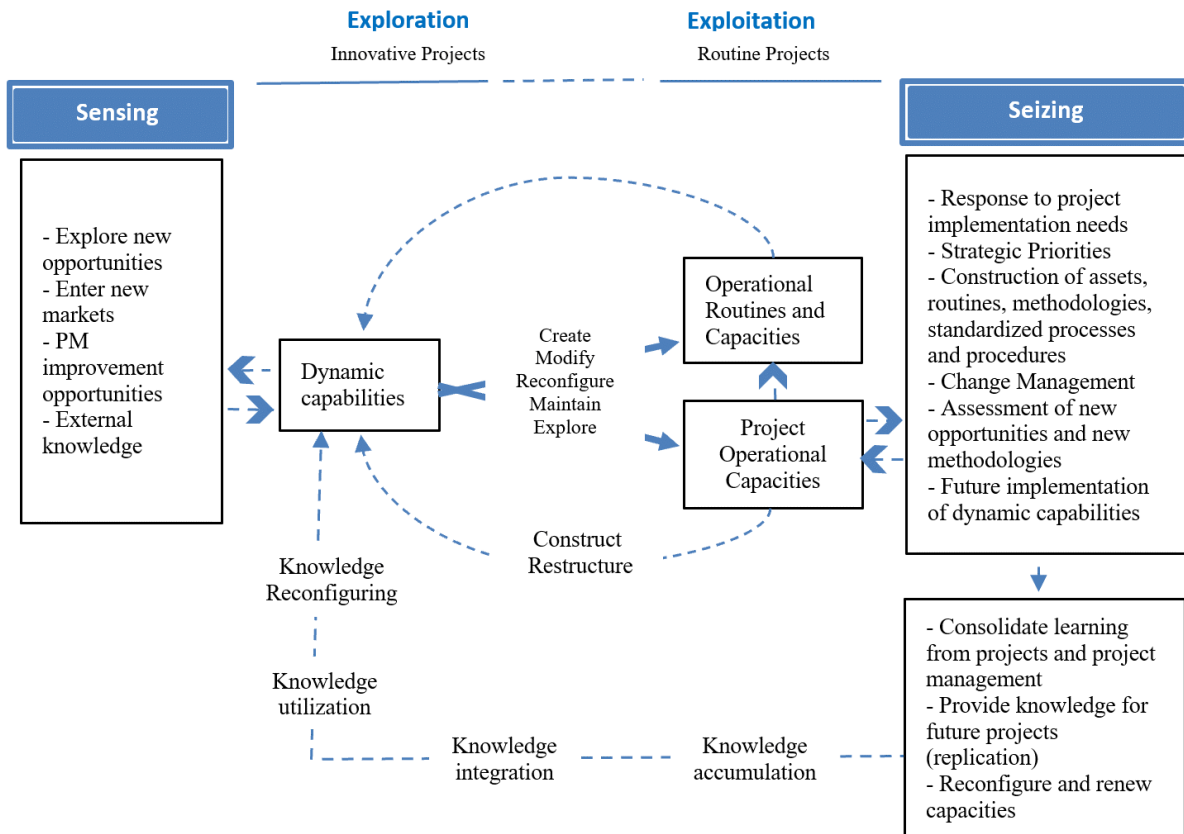 Exploration
Exploitation
Innovative Projects
Routine Projects
Sensing
Seizing
- Explore new
opportunities
- Enter new
markets
- PM
improvement
opportunities
- External
knowledge
Dynamic
capabilities
Create
Modify
Reconfigure
Maintain
Explore
Operational
Routines and
Capacities
Project
Operational
Capacities
- Response to project
implementation needs
- Strategic Priorities
- Construction of assets,
routines, methodologies,
standardized processes
and procedures
- Change Management
- Assessment of new
opportunities and new
methodologies
- Future implementation
of dynamic capabilities
Construct
Restructure
Knowledge
Reconfiguring
Knowledge
utilization
Knowledge
integration
Knowledge
accumulation
- Consolidate learning
from projects and project
management
- Provide knowledge for
future projects
(replication)
- Reconfigure and renew
capacities